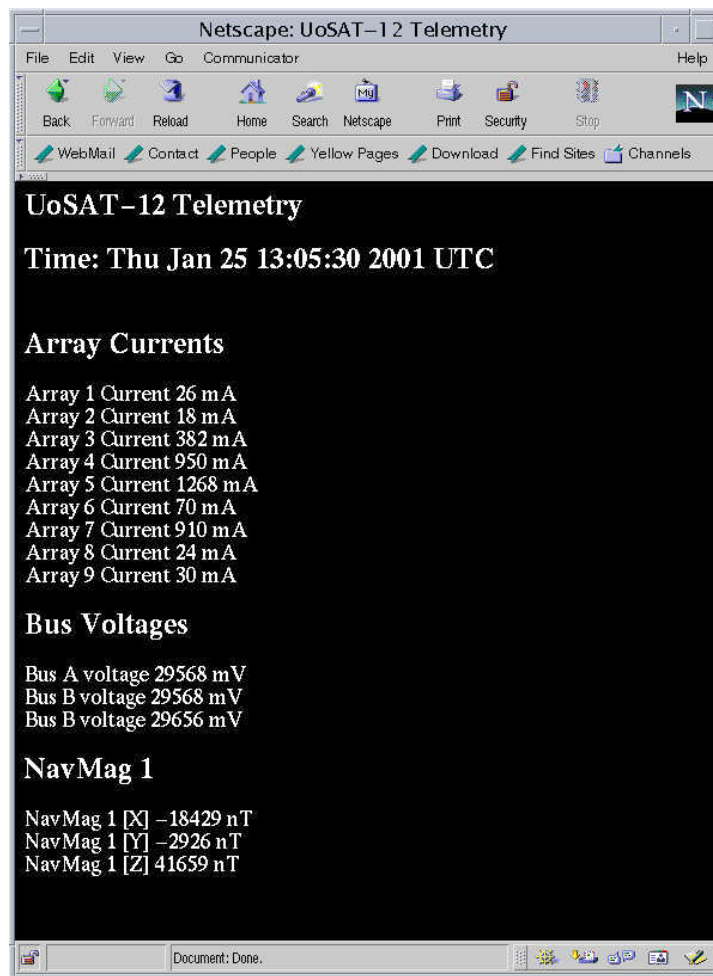 Netscape: UoSAT-12 Telemetry
File Edit View Go Communicator Help
Back Forward Reload Home Search My Netscape Print Security Stop N
WebMail Contact People Yellow Pages Download Find Sites Channels
UoSAT-12 Telemetry
Time: Thu Jan 25 13:05:30 2001 UTC
Array Currents
Array 1 Current 26 mA
Array 2 Current 18 mA
Array 3 Current 382 mA
Array 4 Current 950 mA
Array 5 Current 1268 mA
Array 6 Current 70 mA
Array 7 Current 910 mA
Array 8 Current 24 mA
Array 9 Current 30 mA
Bus Voltages
Bus A voltage 29568 mV
Bus B voltage 29568 mV
Bus B voltage 29656 mV
NavMag 1
NavMag 1 [X] -18429 nT
NavMag 1 [Y] -2926 nT
NavMag 1 [Z] 41659 nT
Document: Done.